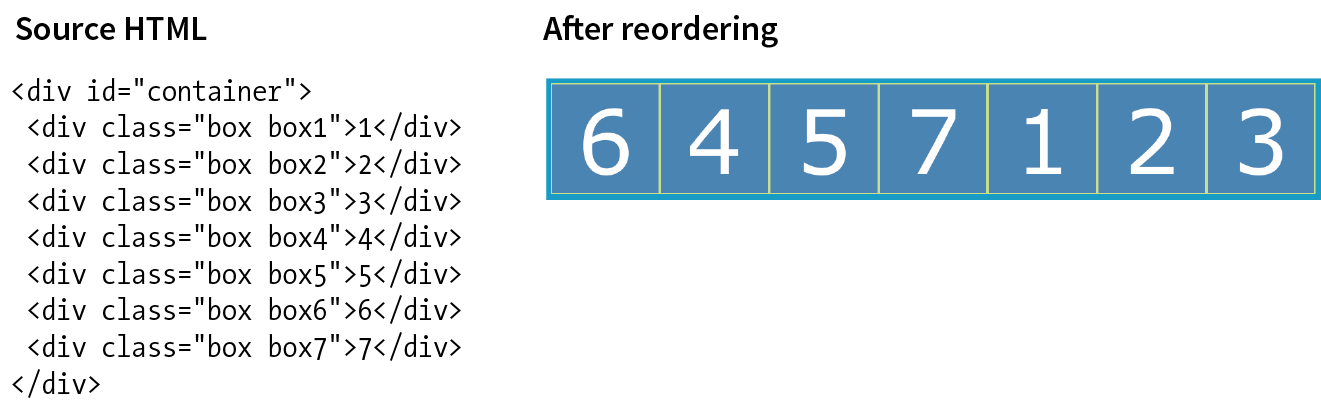 Source HTML
<div id="container">
 <div class="box box1">1</div>
 <div class="box box2">2</div>
 <div class="box box3">3</div>
 <div class="box box4">4</div>
 <div class="box box5">5</div>
 <div class="box box6">6</div>
 <div class="box box7">7</div>
</div>
After reordering
6 4 5 7 1 2 3